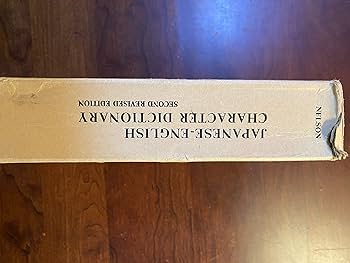 JAPANESE-ENGLISH
CHARACTER DICTIONARY
SECOND REVISED EDITION
NELSON